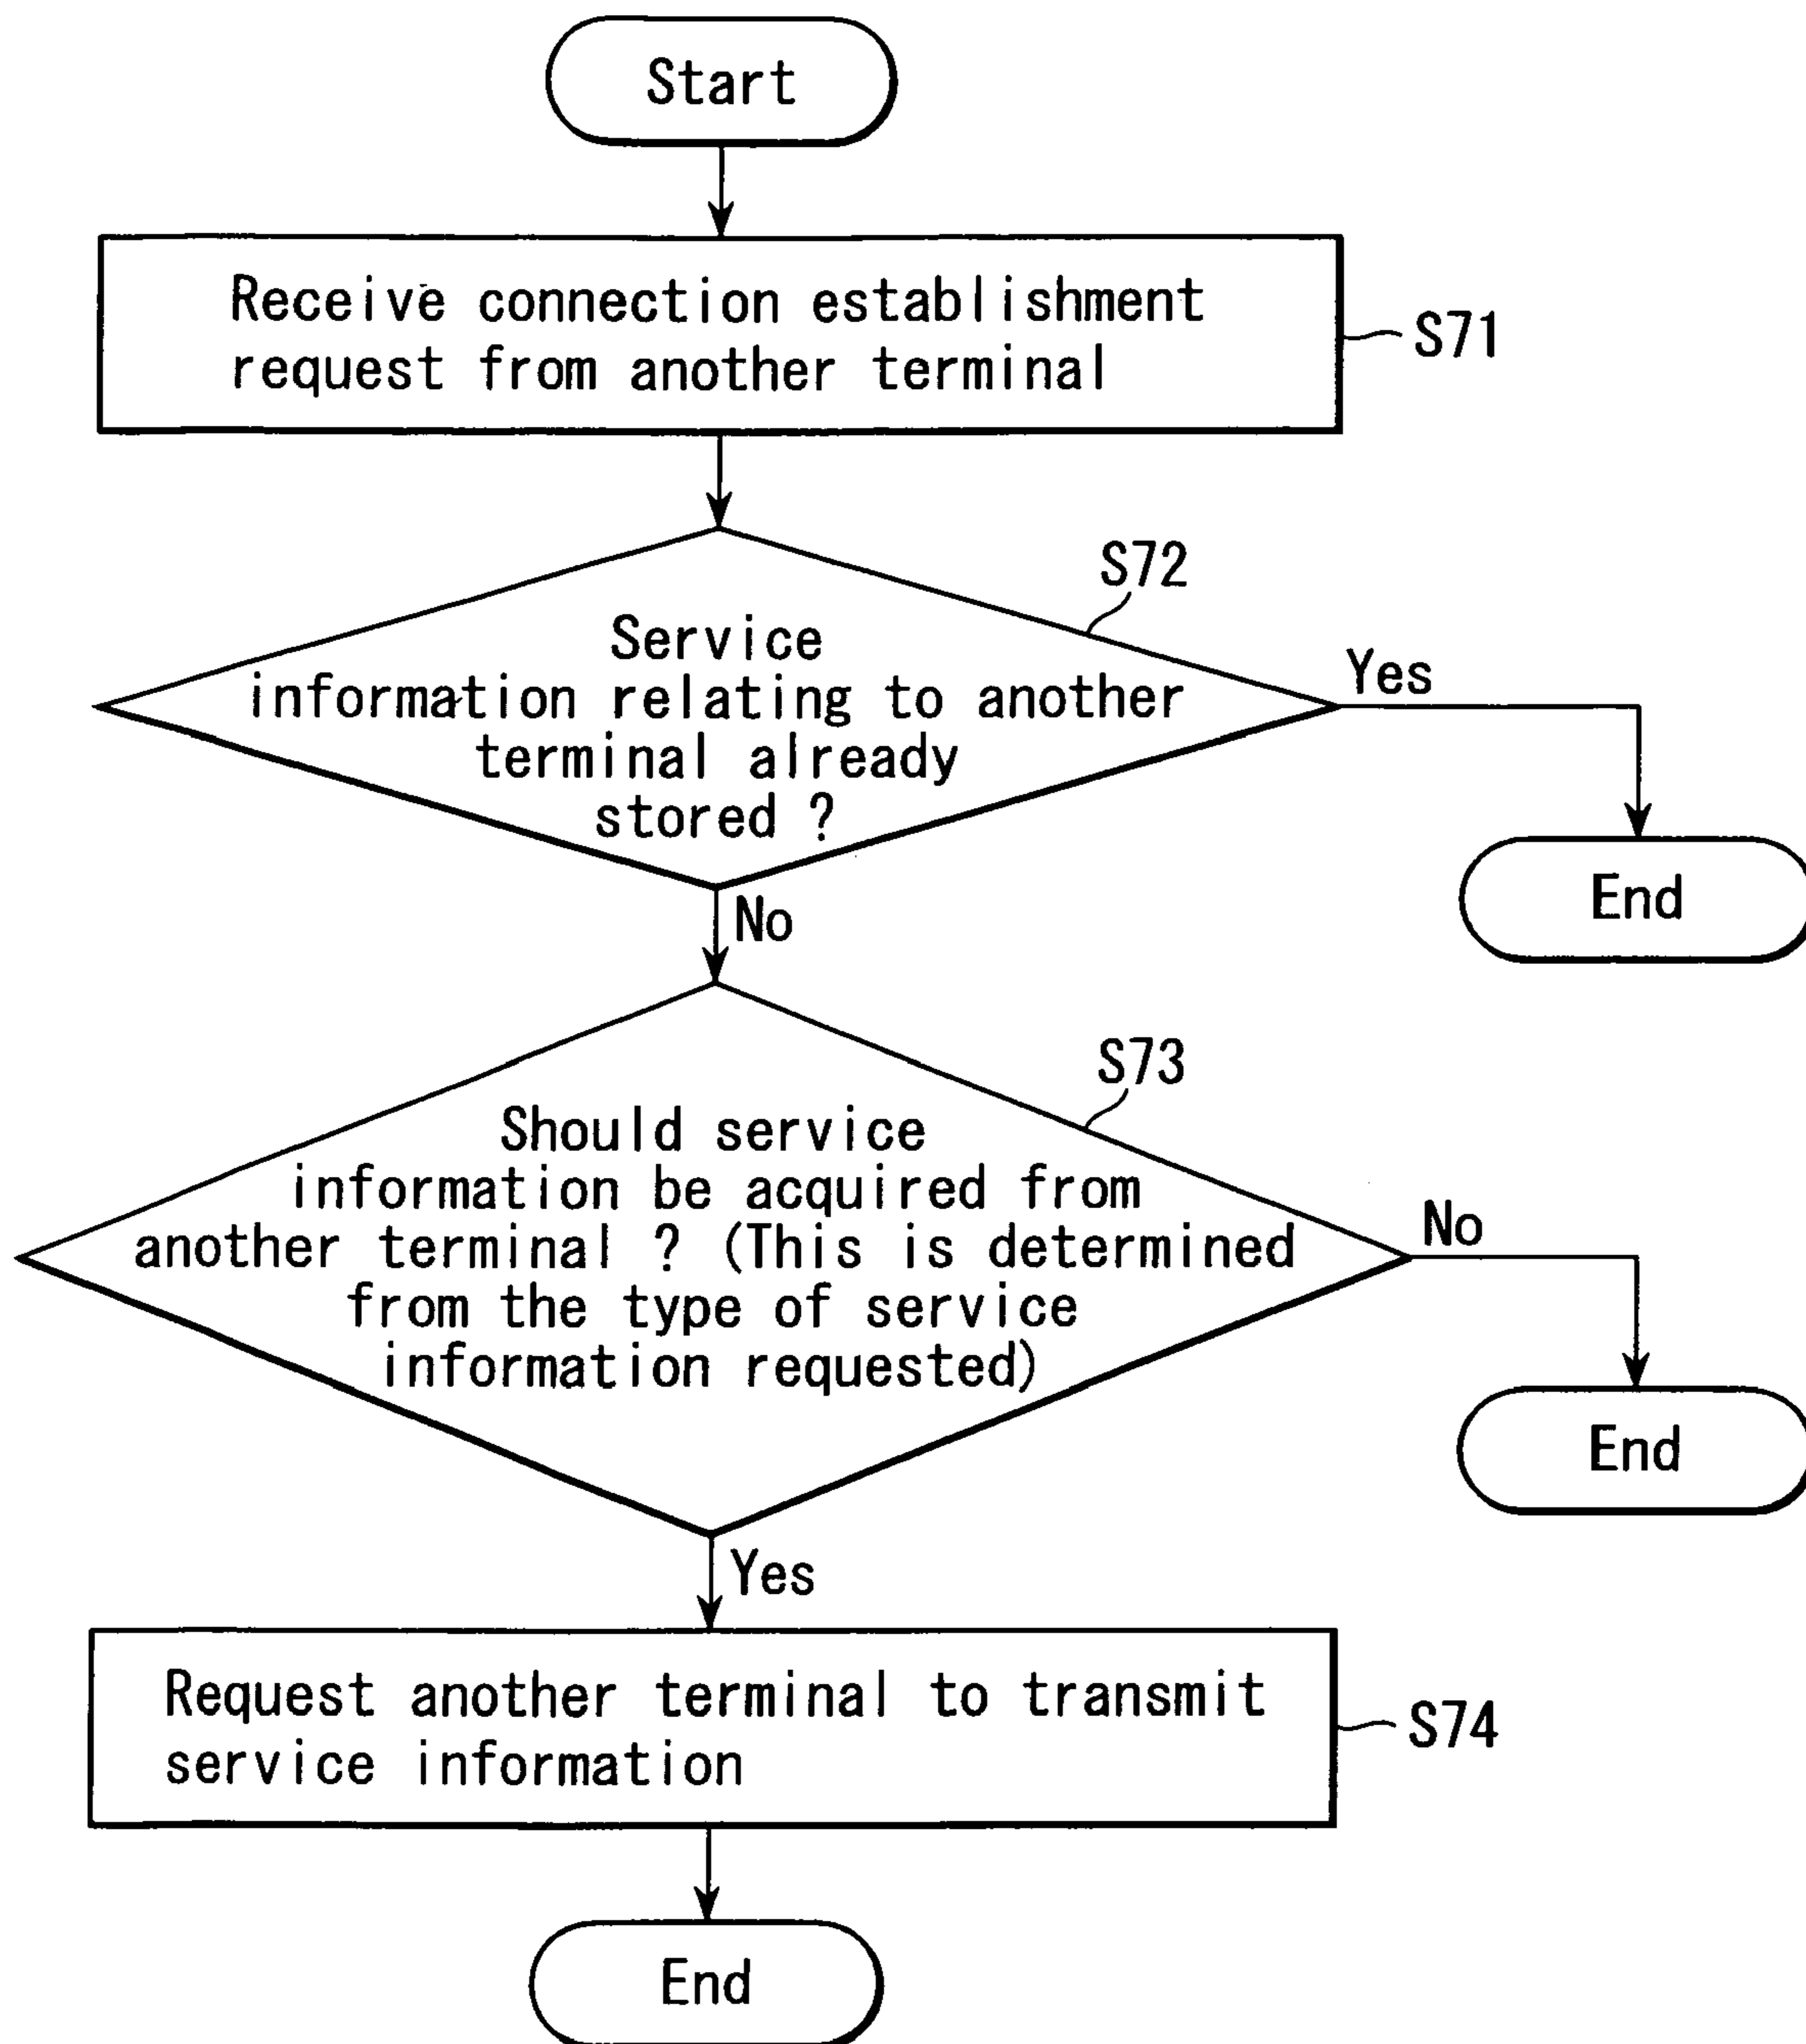 Start
Receive connection establishment
request from another terminal
S71
S72
Service
information relating to another
terminal already
stored ?
Yes
End
No
S73
Should service
information be acquired from
another terminal ? (This is determined
from the type of service
information requested)
No
End
Yes
Request another terminal to transmit
service information
S74
End